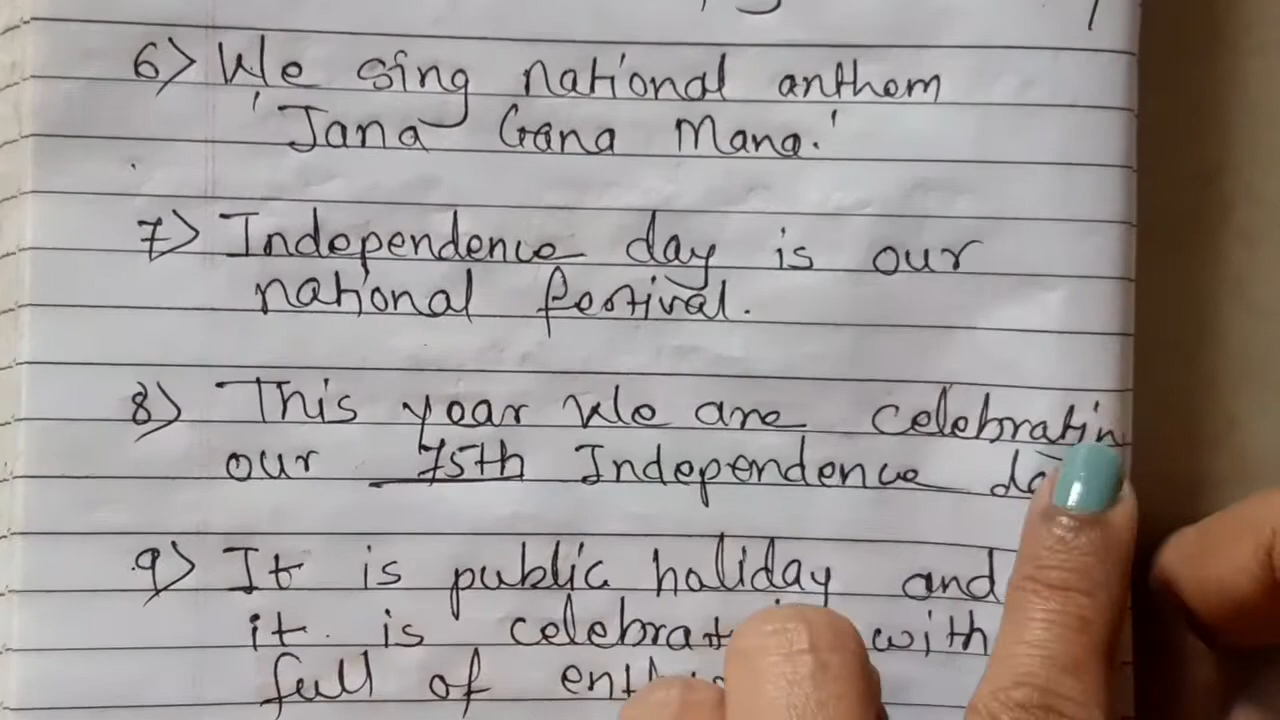 6) We sing national anthem
'Jana Gana Mana.'
7) Independence day is our
national festival.
8) This year we are celebratin
our 75th Independence
9) It is public holiday and
it is with
full of